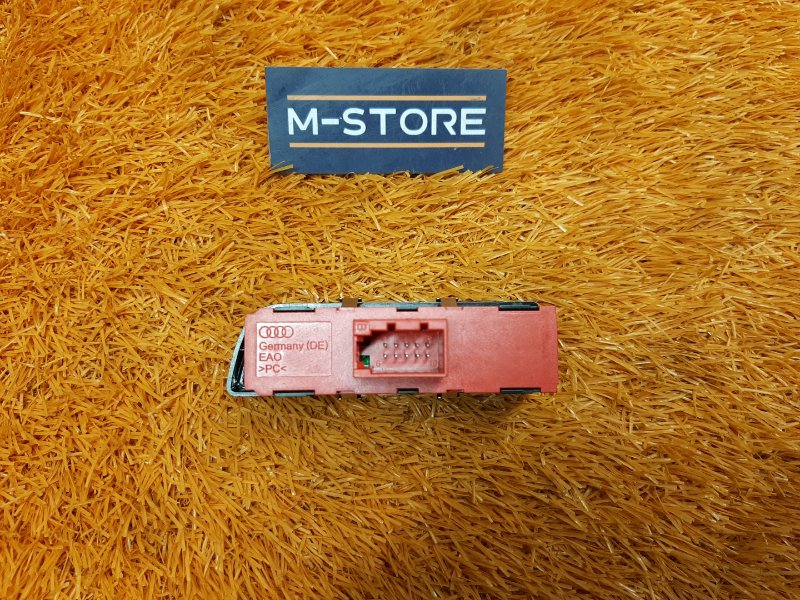 M-STORE
Germany (DE)
EAO
>PC<